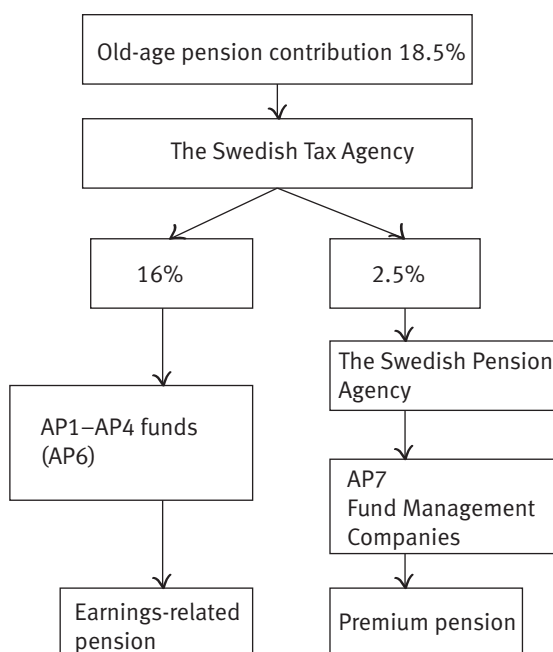 Old-age pension contribution 18.5%
The Swedish Tax Agency
16%
2.5%
The Swedish Pension
Agency
AP1–AP4 funds
(AP6)
AP7
Fund Management
Companies
Earnings-related
pension
Premium pension